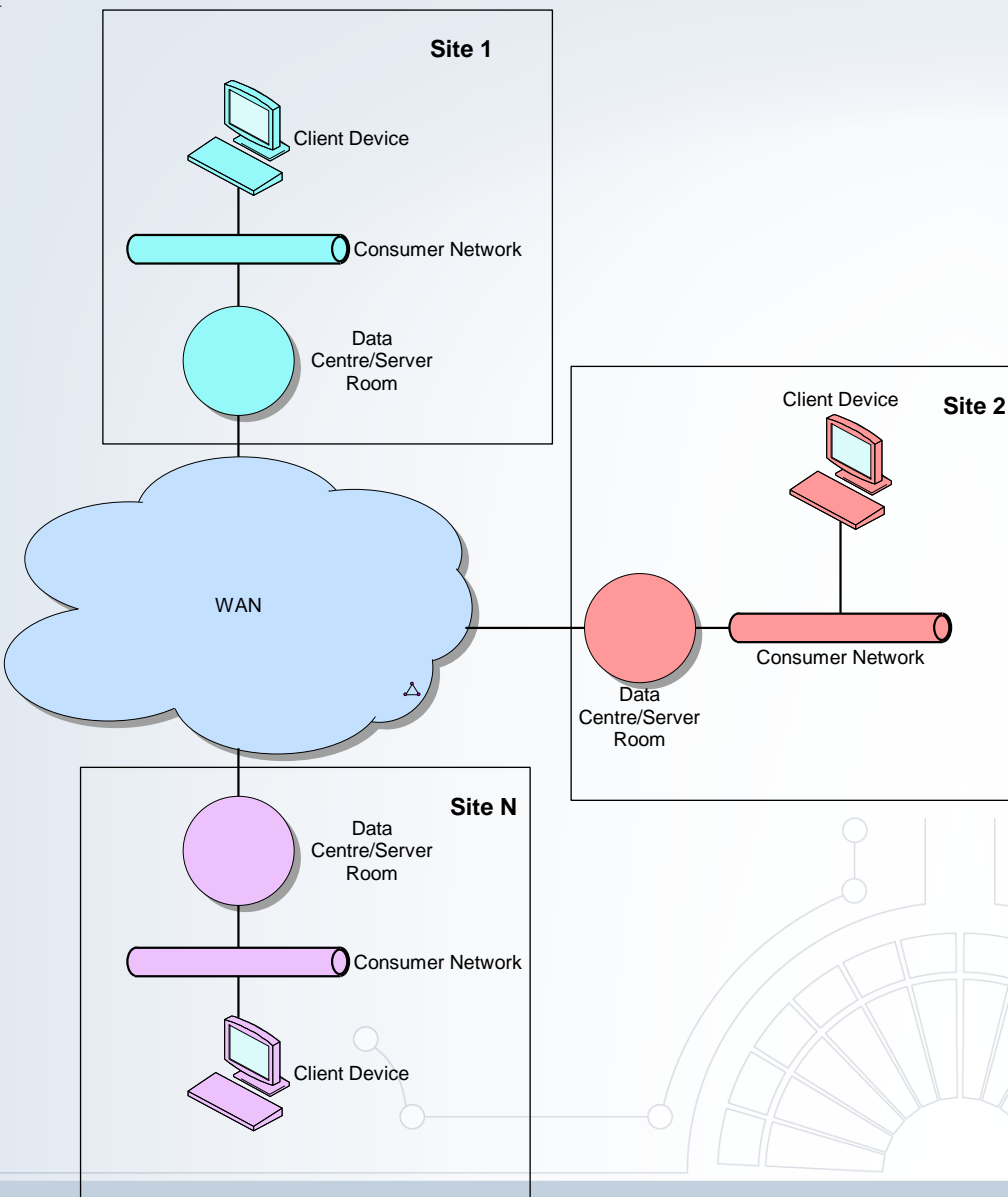 Site 1
Client Device
Consumer Network
Data
Centre/Server
Room
Client Device
Site 2
WAN
Consumer Network
Data
Centre/Server
Room
Site N
Data
Centre/Server
Room
Consumer Network
Client Device